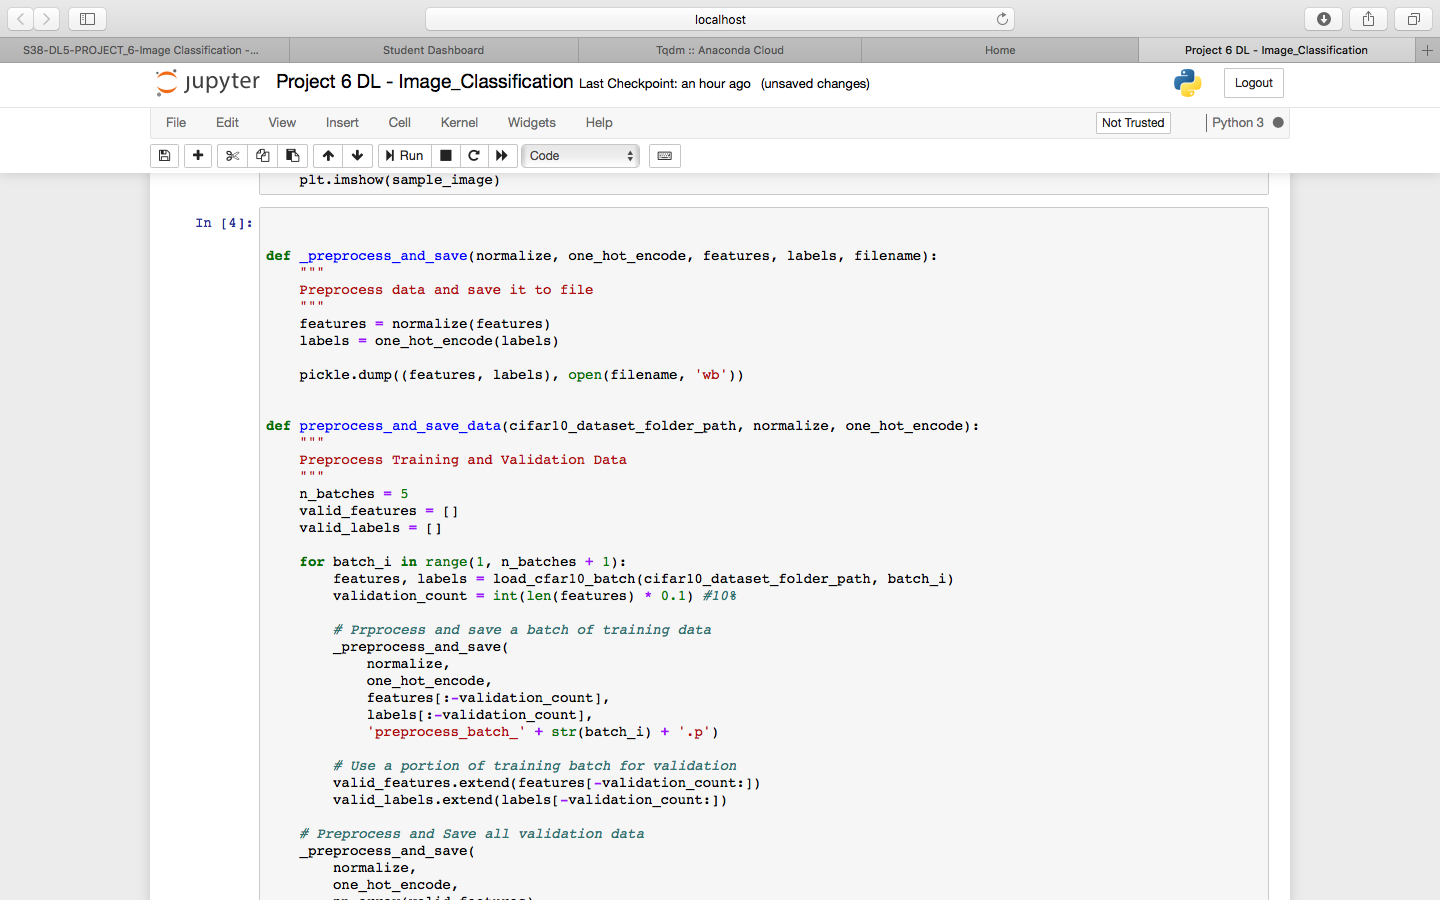 localhost
S38-DL5-PROJECT_6-Image Classification -...
Student Dashboard
Tqdm :: Anaconda Cloud
Home
Project 6 DL - Image_Classification
+
jupyter Project 6 DL - Image_Classification Last Checkpoint: an hour ago (unsaved changes)
Logout
File Edit View Insert Cell Kernel Widgets Help
Not Trusted
Python 3
Run
Code
plt.imshow(sample_image)
In [4]:
def _preprocess_and_save(normalize, one_hot_encode, features, labels, filename):
"""
Preprocess data and save it to file
"""
features = normalize(features)
labels = one_hot_encode(labels)
pickle.dump((features, labels), open(filename, 'wb'))
def preprocess_and_save_data(cifar10_dataset_folder_path, normalize, one_hot_encode):
"""
Preprocess Training and Validation Data
"""
n_batches = 5
valid_features = []
valid_labels = []
for batch_i in range(1, n_batches + 1):
features, labels = load_cfar10_batch(cifar10_dataset_folder_path, batch_i)
validation_count = int(len(features) * 0.1) #10%
# Prprocess and save a batch of training data
_preprocess_and_save(
normalize,
one_hot_encode,
features[:-validation_count],
labels[:-validation_count],
'preprocess_batch_' + str(batch_i) + '.p')
# Use a portion of training batch for validation
valid_features.extend(features[-validation_count:])
valid_labels.extend(labels[-validation_count:])
# Preprocess and Save all validation data
_preprocess_and_save(
normalize,
one_hot_encode,